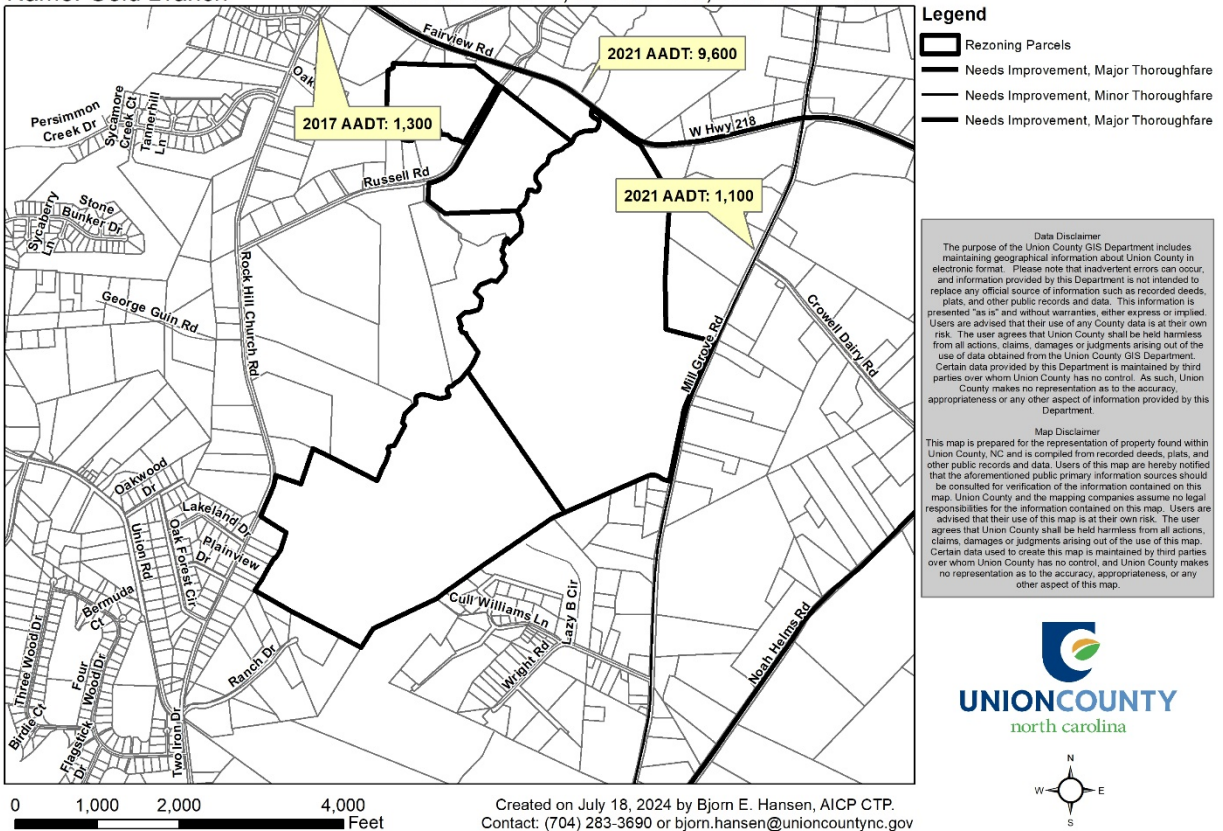 Legend
Rezoning Parcels
Needs Improvement, Major Thoroughfare
Needs Improvement, Minor Thoroughfare
Needs Improvement, Major Thoroughfare
Fairview Rd
2021 AADT: 9,600
2017 AADT: 1,300
W Hwy 218
2021 AADT: 1,100
Persimmon
Creek Dr
Sycamore
Creek Ct
Tannerhill
Ln
Russell Rd
Stone
Bunker Dr
Sycaberry
Ln
George Guin Rd
Rock Hill Church Rd
Mill Grove Rd
Crowell Dairy Rd
Oakwood
Dr
Lakeland Dr
Plainview
Dr
Oak Forest Cir
Union Rd
Bermuda
Ct
Three Wood Dr
Four
Wood Dr
Birdie Ct
Flagstick
Dr
Two Iron Dr
Ranch Dr
Cull Williams Ln
Lazy B Cir
Wright Rd
Noah Helms Rd
Data Disclaimer
The purpose of the Union County GIS Department includes
maintaining geographical information about Union County in
electronic format. Please note that inadvertent errors can occur,
and information provided by this Department is not intended to
replace any official source of information such as recorded deeds,
plats, and other public records and data. This information is
presented "as is" and without warranties, either express or implied.
Users are advised that their use of any County data is at their own
risk. The user agrees that Union County shall be held harmless
from all actions, claims, damages or judgments arising out of the
use of data obtained from the Union County GIS Department.
Certain data provided by this Department is maintained by third
parties over whom Union County has no control. As such, Union
County makes no representation as to the accuracy,
appropriateness or any other aspect of information provided by this
Department.
Map Disclaimer
This map is prepared for the representation of property found within
Union County, NC and is compiled from recorded deeds, plats, and
other public records and data. Users of this map are hereby notified
that the aforementioned public primary information sources should
be consulted for verification of the information contained on this
map. Union County and the mapping companies assume no legal
responsibilities for the information contained on this map. Users are
advised that their use of this map is at their own risk. The user
agrees that Union County shall be held harmless from all actions,
claims, damages or judgments arising out of the use of this map.
Certain data used to create this map is maintained by third parties
over whom Union County has no control, and Union County makes
no representation as to the accuracy, appropriateness, or any
other aspect of this map.
UNIONCOUNTY
north carolina
N
W E
S
0 1,000 2,000 4,000
Feet
Created on July 18, 2024 by Bjorn E. Hansen, AICP CTP.
Contact: (704) 283-3690 or bjorn.hansen@unioncountync.gov